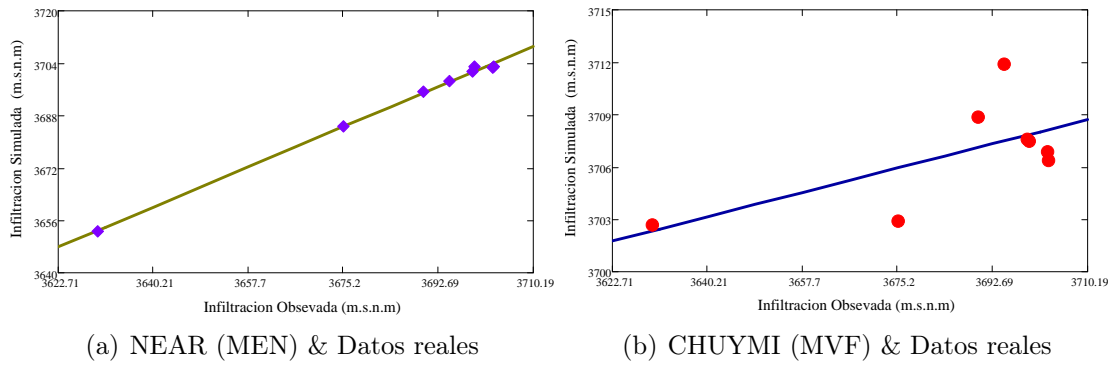 3720
3704
3688
3672
3656
3640
Infiltracion Simulada (m.s.n.m)
3622.71 3640.21 3657.7 3675.2 3692.69 3710.19
Infiltracion Obsevada (m.s.n.m)
(a) NEAR (MEN) & Datos reales
3715
3712
3709
3706
3703
3700
Infiltracion Simulada (m.s.n.m)
3622.71 3640.21 3657.7 3675.2 3692.69 3710.19
Infiltracion Obsevada (m.s.n.m)
(b) CHUYMI (MVF) & Datos reales